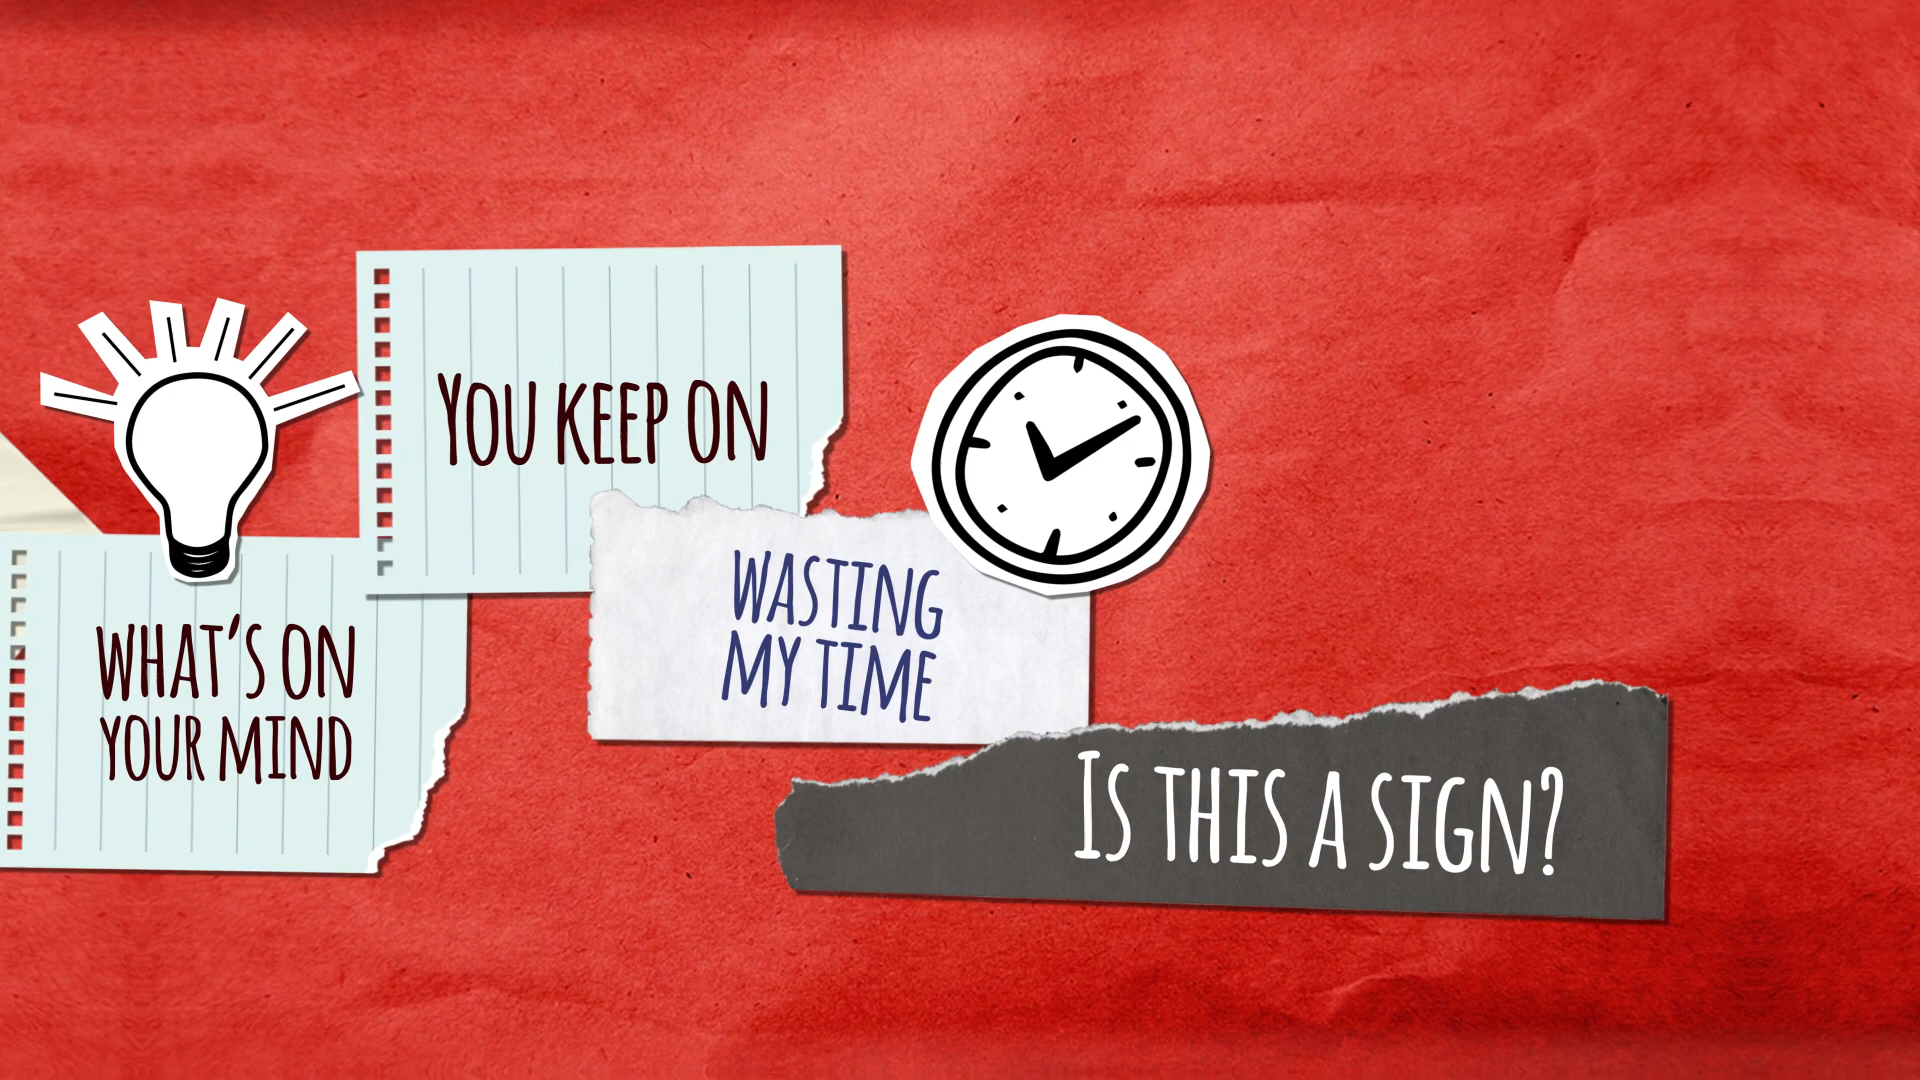 What's on
your mind
You keep on
wasting
my time
Is this a sign?